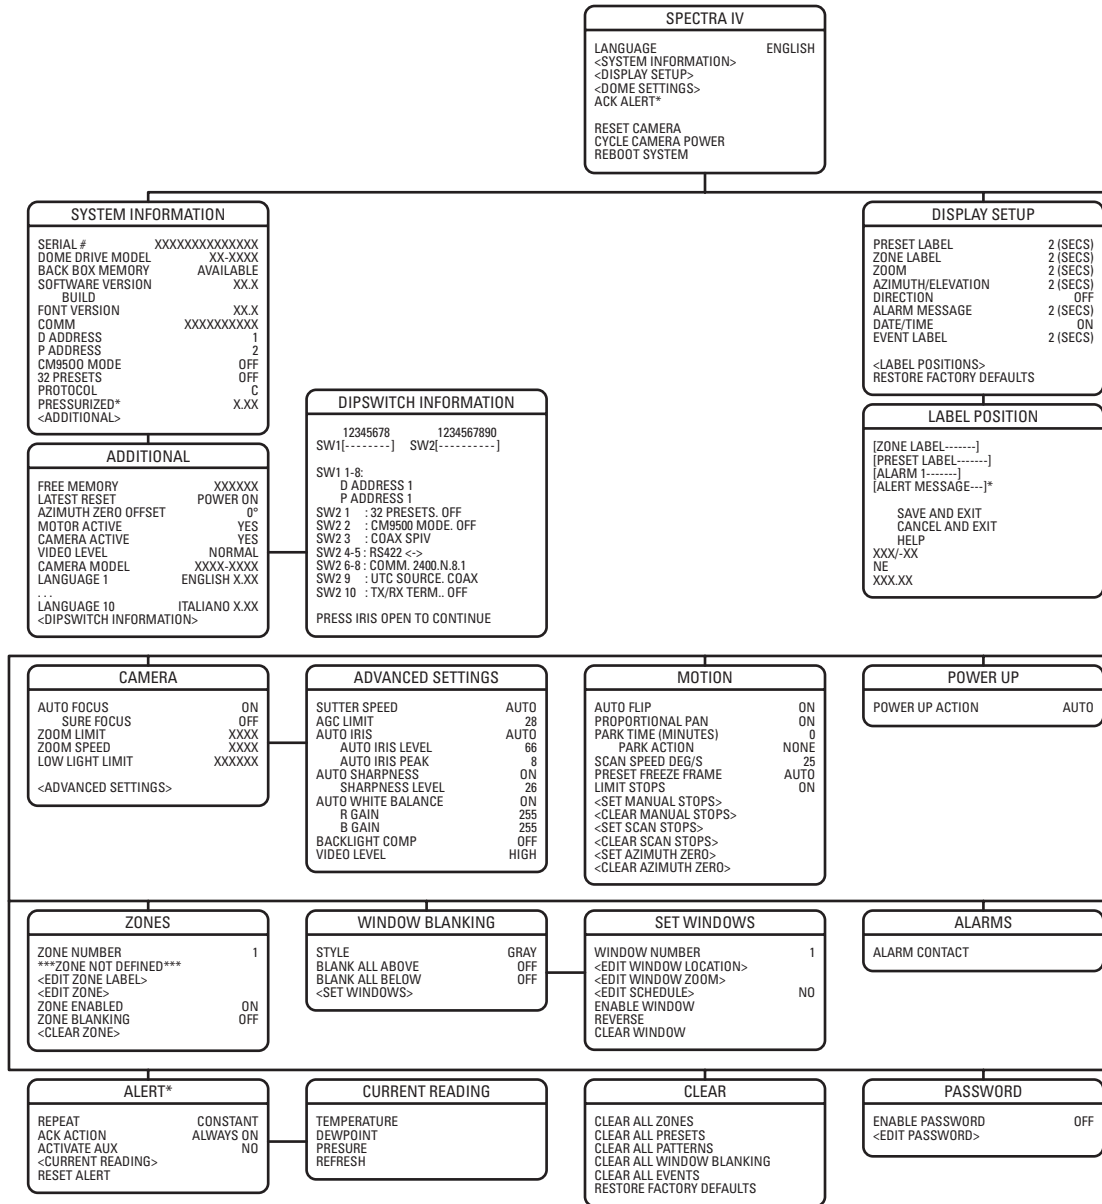 SPECTRA IV
LANGUAGE ENGLISH
<SYSTEM INFORMATION>
<DISPLAY SETUP>
<DOME SETTINGS>
ACK ALERT*
RESET CAMERA
CYCLE CAMERA POWER
REBOOT SYSTEM
SYSTEM INFORMATION
SERIAL # XXXXXXXXXXXXXX
DOME DRIVE MODEL XX-XXXX
BACK BOX MEMORY AVAILABLE
SOFTWARE VERSION XX.X
BUILD
FONT VERSION XX.X
COMM XXXXXXXXXX
D ADDRESS 1
P ADDRESS 2
CM9500 MODE OFF
32 PRESETS OFF
PROTOCOL C
PRESSURIZED* X.XX
<ADDITIONAL>
DISPLAY SETUP
PRESET LABEL 2 (SECS)
ZONE LABEL 2 (SECS)
ZOOM 2 (SECS)
AZIMUTH/ELEVATION 2 (SECS)
DIRECTION OFF
ALARM MESSAGE 2 (SECS)
DATE/TIME ON
EVENT LABEL 2 (SECS)
<LABEL POSITIONS>
RESTORE FACTORY DEFAULTS
ADDITIONAL
FREE MEMORY XXXXXX
LATEST RESET POWER ON
AZIMUTH ZERO OFFSET 0°
MOTOR ACTIVE YES
CAMERA ACTIVE YES
VIDEO LEVEL NORMAL
CAMERA MODEL XXXX-XXXX
LANGUAGE 1 ENGLISH X.XX
. . .
LANGUAGE 10 ITALIANO X.XX
<DIPSWITCH INFORMATION>
DIPSWITCH INFORMATION
12345678 1234567890
SW1[--------] SW2[----------]
SW1 1-8:
D ADDRESS 1
P ADDRESS 1
SW2 1 : 32 PRESETS. OFF
SW2 2 : CM9500 MODE. OFF
SW2 3 : COAX SPIV
SW2 4-5 : RS422 <->
SW2 6-8 : COMM. 2400.N.8.1
SW2 9 : UTC SOURCE. COAX
SW2 10 : TX/RX TERM.. OFF
PRESS IRIS OPEN TO CONTINUE
LABEL POSITION
[ZONE LABEL-------]
[PRESET LABEL-------]
[ALARM 1-------]
[ALERT MESSAGE---]*
SAVE AND EXIT
CANCEL AND EXIT
HELP
XXX/-XX
NE
XXX.XX
CAMERA
AUTO FOCUS ON
SURE FOCUS OFF
ZOOM LIMIT XXXX
ZOOM SPEED XXXX
LOW LIGHT LIMIT XXXXXX
<ADVANCED SETTINGS>
ADVANCED SETTINGS
SUTTER SPEED AUTO
AGC LIMIT 28
AUTO IRIS AUTO
AUTO IRIS LEVEL 66
AUTO IRIS PEAK 8
AUTO SHARPNESS ON
SHARPNESS LEVEL 26
AUTO WHITE BALANCE ON
R GAIN 255
B GAIN 255
BACKLIGHT COMP OFF
VIDEO LEVEL HIGH
MOTION
AUTO FLIP ON
PROPORTIONAL PAN ON
PARK TIME (MINUTES) 0
PARK ACTION NONE
SCAN SPEED DEG/S 25
PRESET FREEZE FRAME AUTO
LIMIT STOPS ON
<SET MANUAL STOPS>
<CLEAR MANUAL STOPS>
<SET SCAN STOPS>
<CLEAR SCAN STOPS>
<SET AZIMUTH ZERO>
<CLEAR AZIMUTH ZERO>
POWER UP
POWER UP ACTION AUTO
ZONES
ZONE NUMBER 1
***ZONE NOT DEFINED***
<EDIT ZONE LABEL>
<EDIT ZONE>
ZONE ENABLED ON
ZONE BLANKING OFF
<CLEAR ZONE>
WINDOW BLANKING
STYLE GRAY
BLANK ALL ABOVE OFF
BLANK ALL BELOW OFF
<SET WINDOWS>
SET WINDOWS
WINDOW NUMBER 1
<EDIT WINDOW LOCATION>
<EDIT WINDOW ZOOM>
<EDIT SCHEDULE> NO
ENABLE WINDOW
REVERSE
CLEAR WINDOW
ALARMS
ALARM CONTACT
ALERT*
REPEAT CONSTANT
ACK ACTION ALWAYS ON
ACTIVATE AUX NO
<CURRENT READING>
RESET ALERT
CURRENT READING
TEMPERATURE
DEWPOINT
PRESURE
REFRESH
CLEAR
CLEAR ALL ZONES
CLEAR ALL PRESETS
CLEAR ALL PATTERNS
CLEAR ALL WINDOW BLANKING
CLEAR ALL EVENTS
RESTORE FACTORY DEFAULTS
PASSWORD
ENABLE PASSWORD OFF
<EDIT PASSWORD>